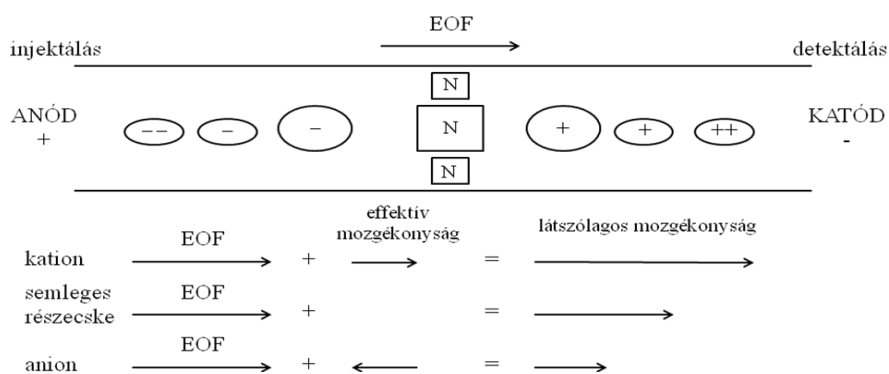 EOF
injektálás
detektálás
N
ANÓD
+
-- - - N + + ++
KATÓD
-
N
effektív
mozgékonyság
látszólagos mozgékonyság
kation EOF + =
semleges
részecske EOF + =
anion EOF + =